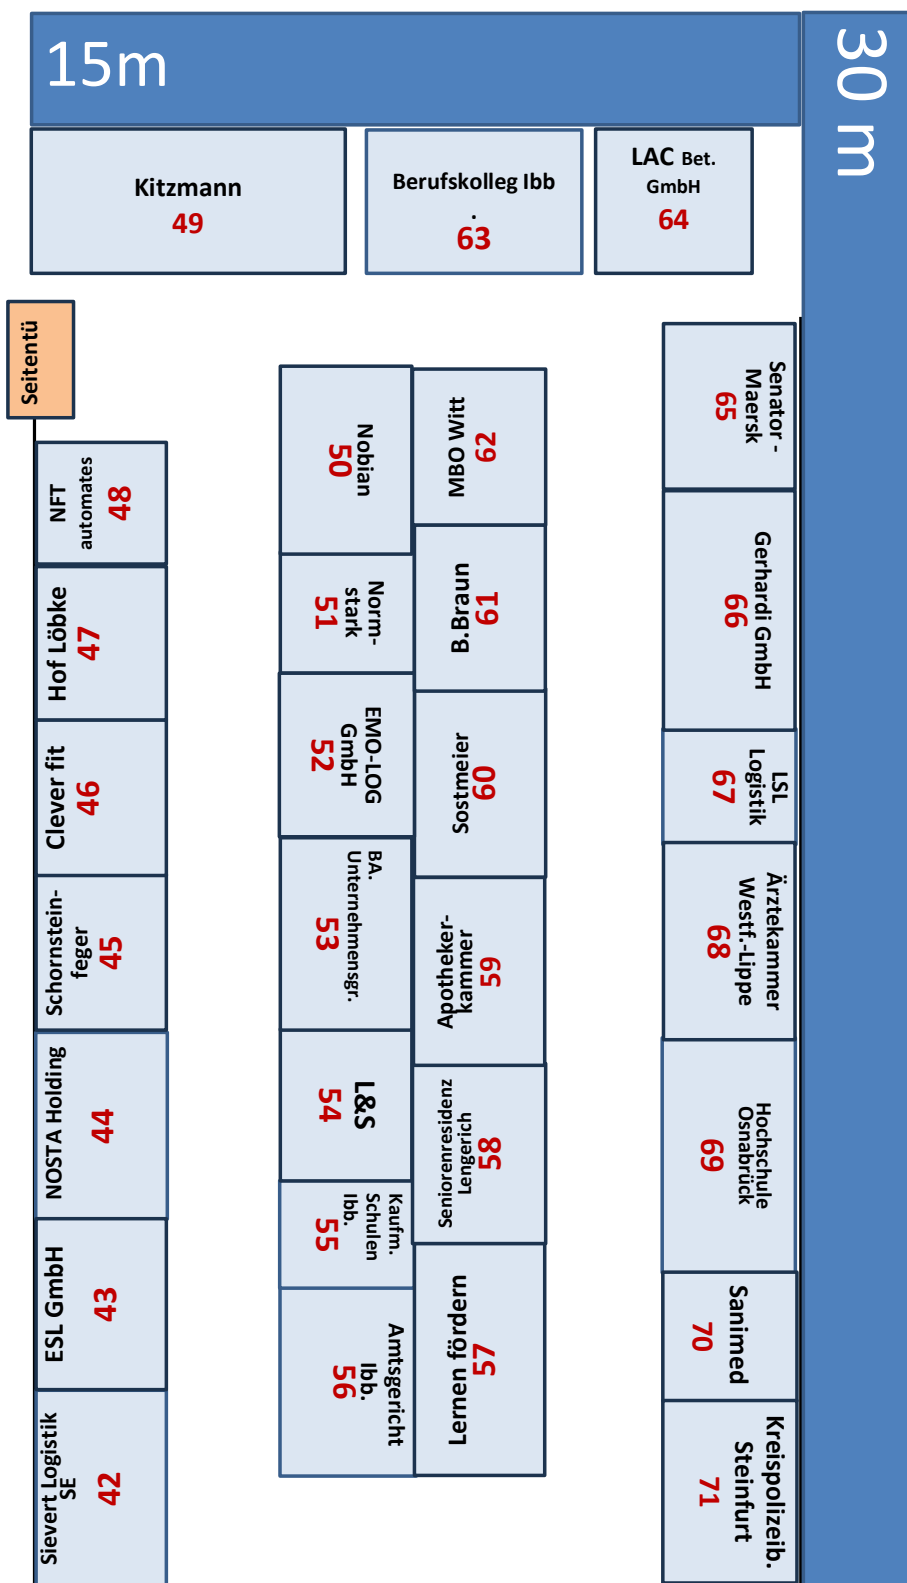 15m
30 m
Kitzmann
49
Berufskolleg Ibb
.
63
LAC Bet.
GmbH
64
Seitentü
NFT
automates
48
Hof Löbke
47
Clever fit
46
Schornstein-
feger
45
NOSTA Holding
44
ESL GmbH
43
Sievert Logistik
SE
42
Nobian
50
Norm-
stark
51
EMO-LOG
GmbH
52
BA.
Unternehmensgr.
53
L&S
54
Kaufm.
Schulen
Ibb.
55
Amtsgericht
Ibb.
56
MBO Witt
62
B.Braun
61
Sostmeier
60
Apotheker-
kammer
59
Seniorenresidenz
Lengerich
58
Lernen fördern
57
Senator -
Maersk
65
Gerhardi GmbH
66
LSL
Logistik
67
Ärztekammer
Westf.-Lippe
68
Hochschule
Osnabrück
69
Sanimed
70
Kreispolizeib.
Steinfurt
71